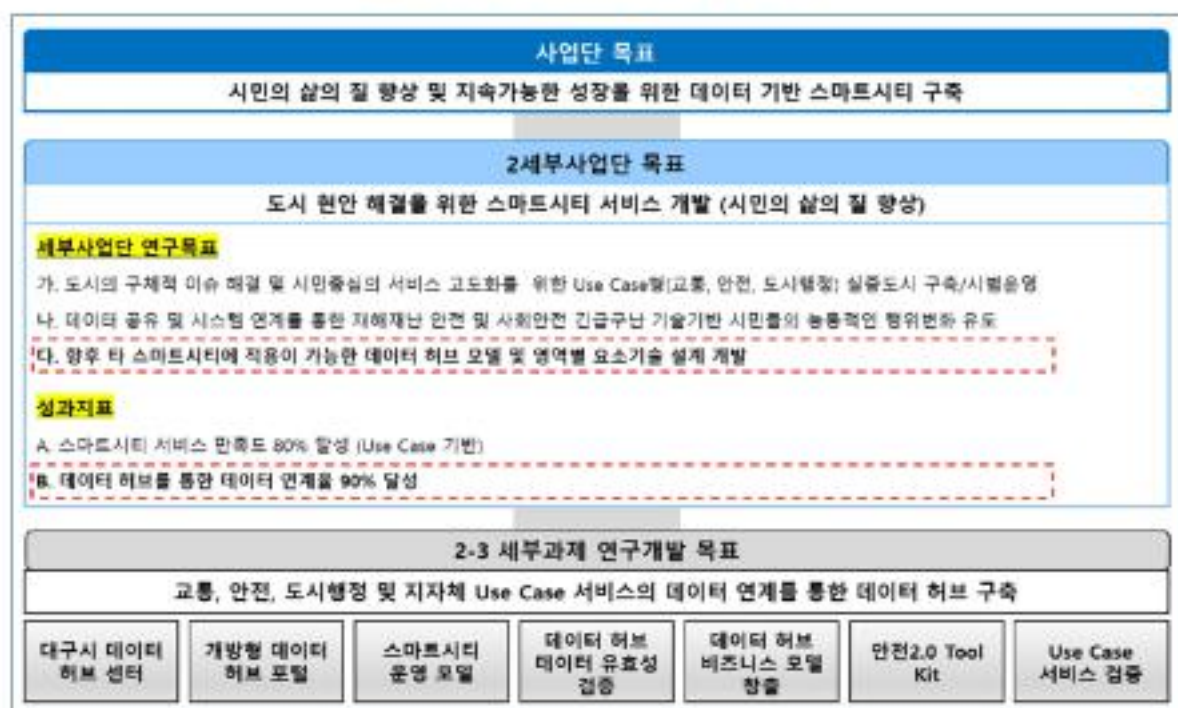 사업단 목표
시민의 삶의 질 향상 및 지속가능한 성장을 위한 데이터 기반 스마트시티 구축
2세부사업단 목표
도시 현안 해결을 위한 스마트시티 서비스 개발 (시민의 삶의 질 향상)
세부사업단 연구목표
가. 도시의 구체적 이슈 해결 및 시민중심의 서비스 고도화를 위한 Use Case형(교통, 안전, 도시행정) 실증도시 구축/시범운영
나. 데이터 공유 및 시스템 연계를 통한 재해재난 안전 및 사회안전 긴급구난 기술기반 시민들의 능동적인 행위변화 유도
다. 향후 타 스마트시티에 적용이 가능한 데이터 허브 모델 및 영역별 요소기술 설계 개발
성과지표
A. 스마트시티 서비스 만족도 80% 달성 (Use Case 기반)
B. 데이터 허브를 통한 데이터 연계율 90% 달성
2-3 세부과제 연구개발 목표
교통, 안전, 도시행정 및 지자체 Use Case 서비스의 데이터 연계를 통한 데이터 허브 구축
대구시 데이터
허브 센터
개방형 데이터
허브 포털
스마트시티
운영 모델
데이터 허브
데이터 유효성
검증
데이터 허브
비즈니스 모델
창출
안전2.0 Tool
Kit
Use Case
서비스 검증